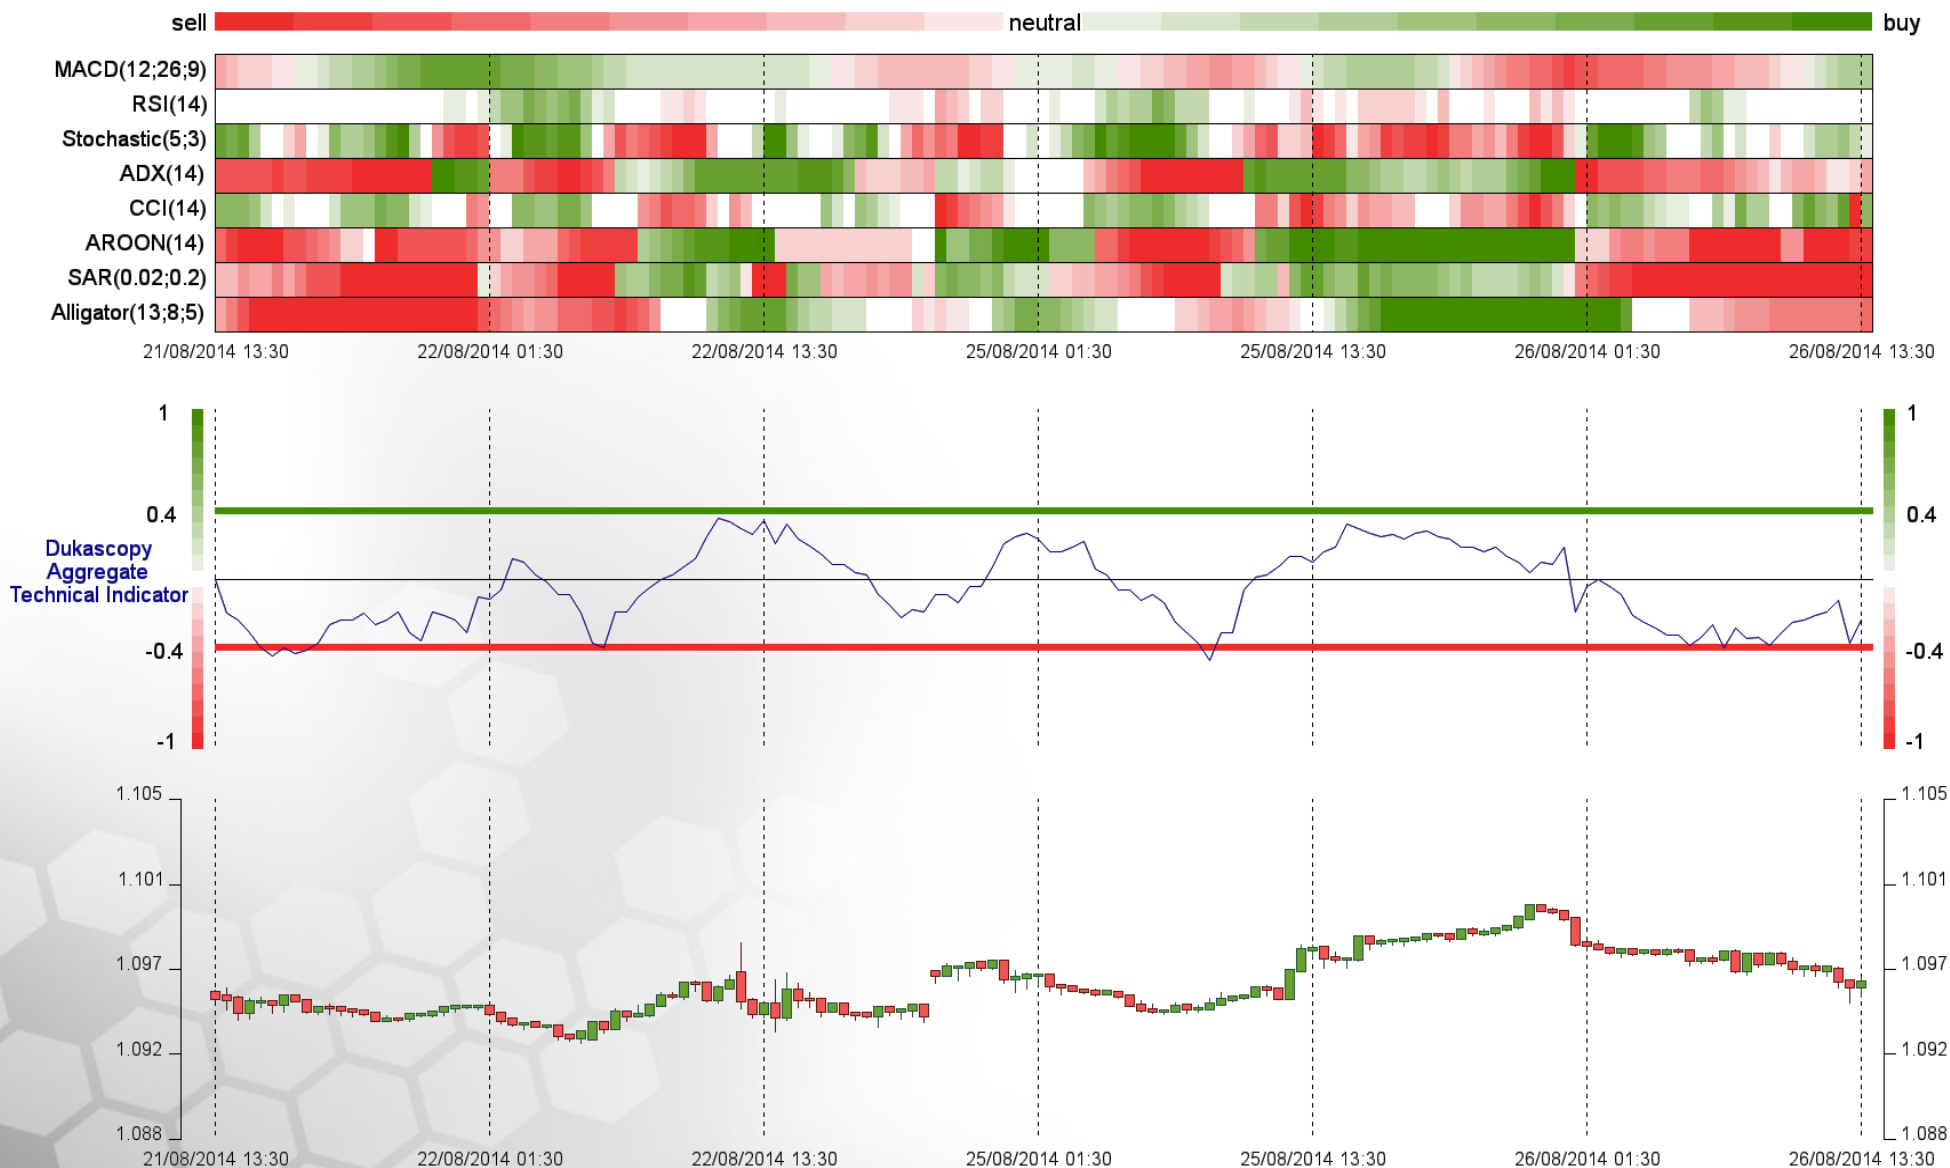 sell neutral buy
MACD(12;26;9)
RSI(14)
Stochastic(5;3)
ADX(14)
CCI(14)
AROON(14)
SAR(0.02;0.2)
Alligator(13;8;5)
21/08/2014 13:30 22/08/2014 01:30 22/08/2014 13:30 25/08/2014 01:30 25/08/2014 13:30 26/08/2014 01:30 26/08/2014 13:30
1 1
0.4 0.4
Dukascopy
Aggregate
Technical Indicator
-0.4 -0.4
-1 -1
1.105 1.105
1.101 1.101
1.097 1.097
1.092 1.092
1.088 1.088
21/08/2014 13:30 22/08/2014 01:30 22/08/2014 13:30 25/08/2014 01:30 25/08/2014 13:30 26/08/2014 01:30 26/08/2014 13:30